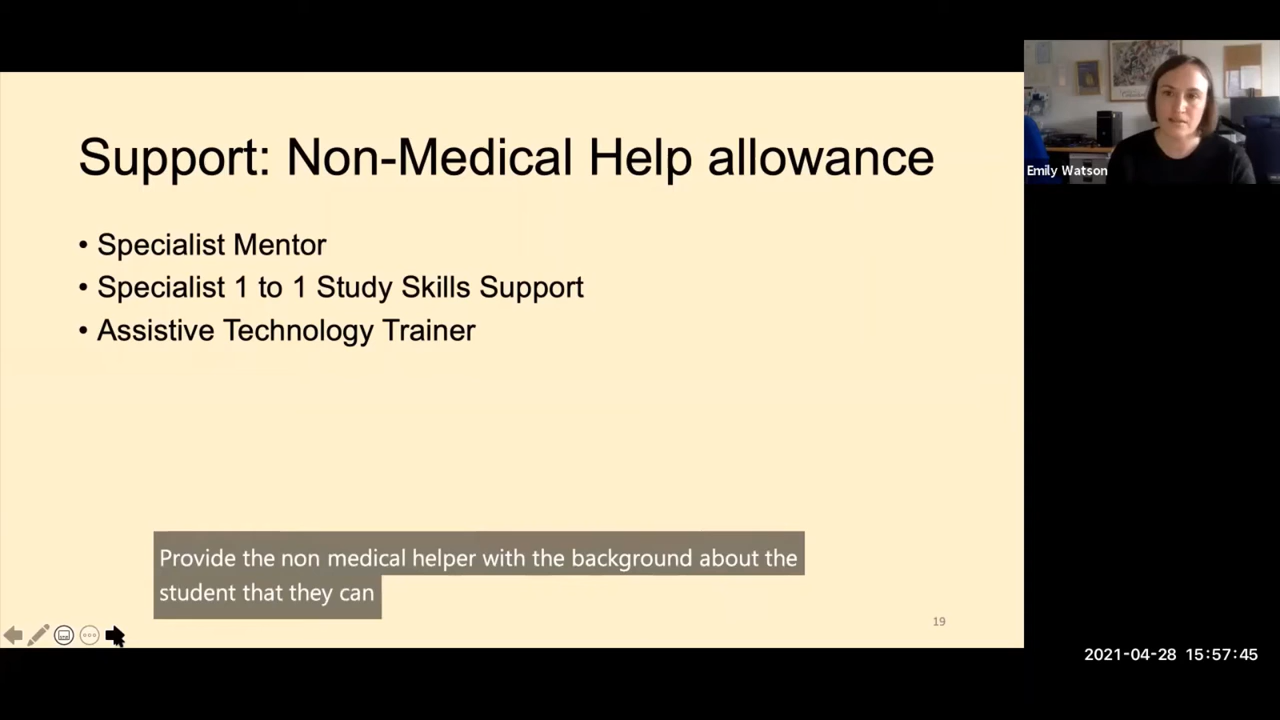 Support: Non-Medical Help allowance
• Specialist Mentor
• Specialist 1 to 1 Study Skills Support
• Assistive Technology Trainer
Provide the non medical helper with the background about the
student that they can
19
Emily Watson
2021-04-28 15:57:45